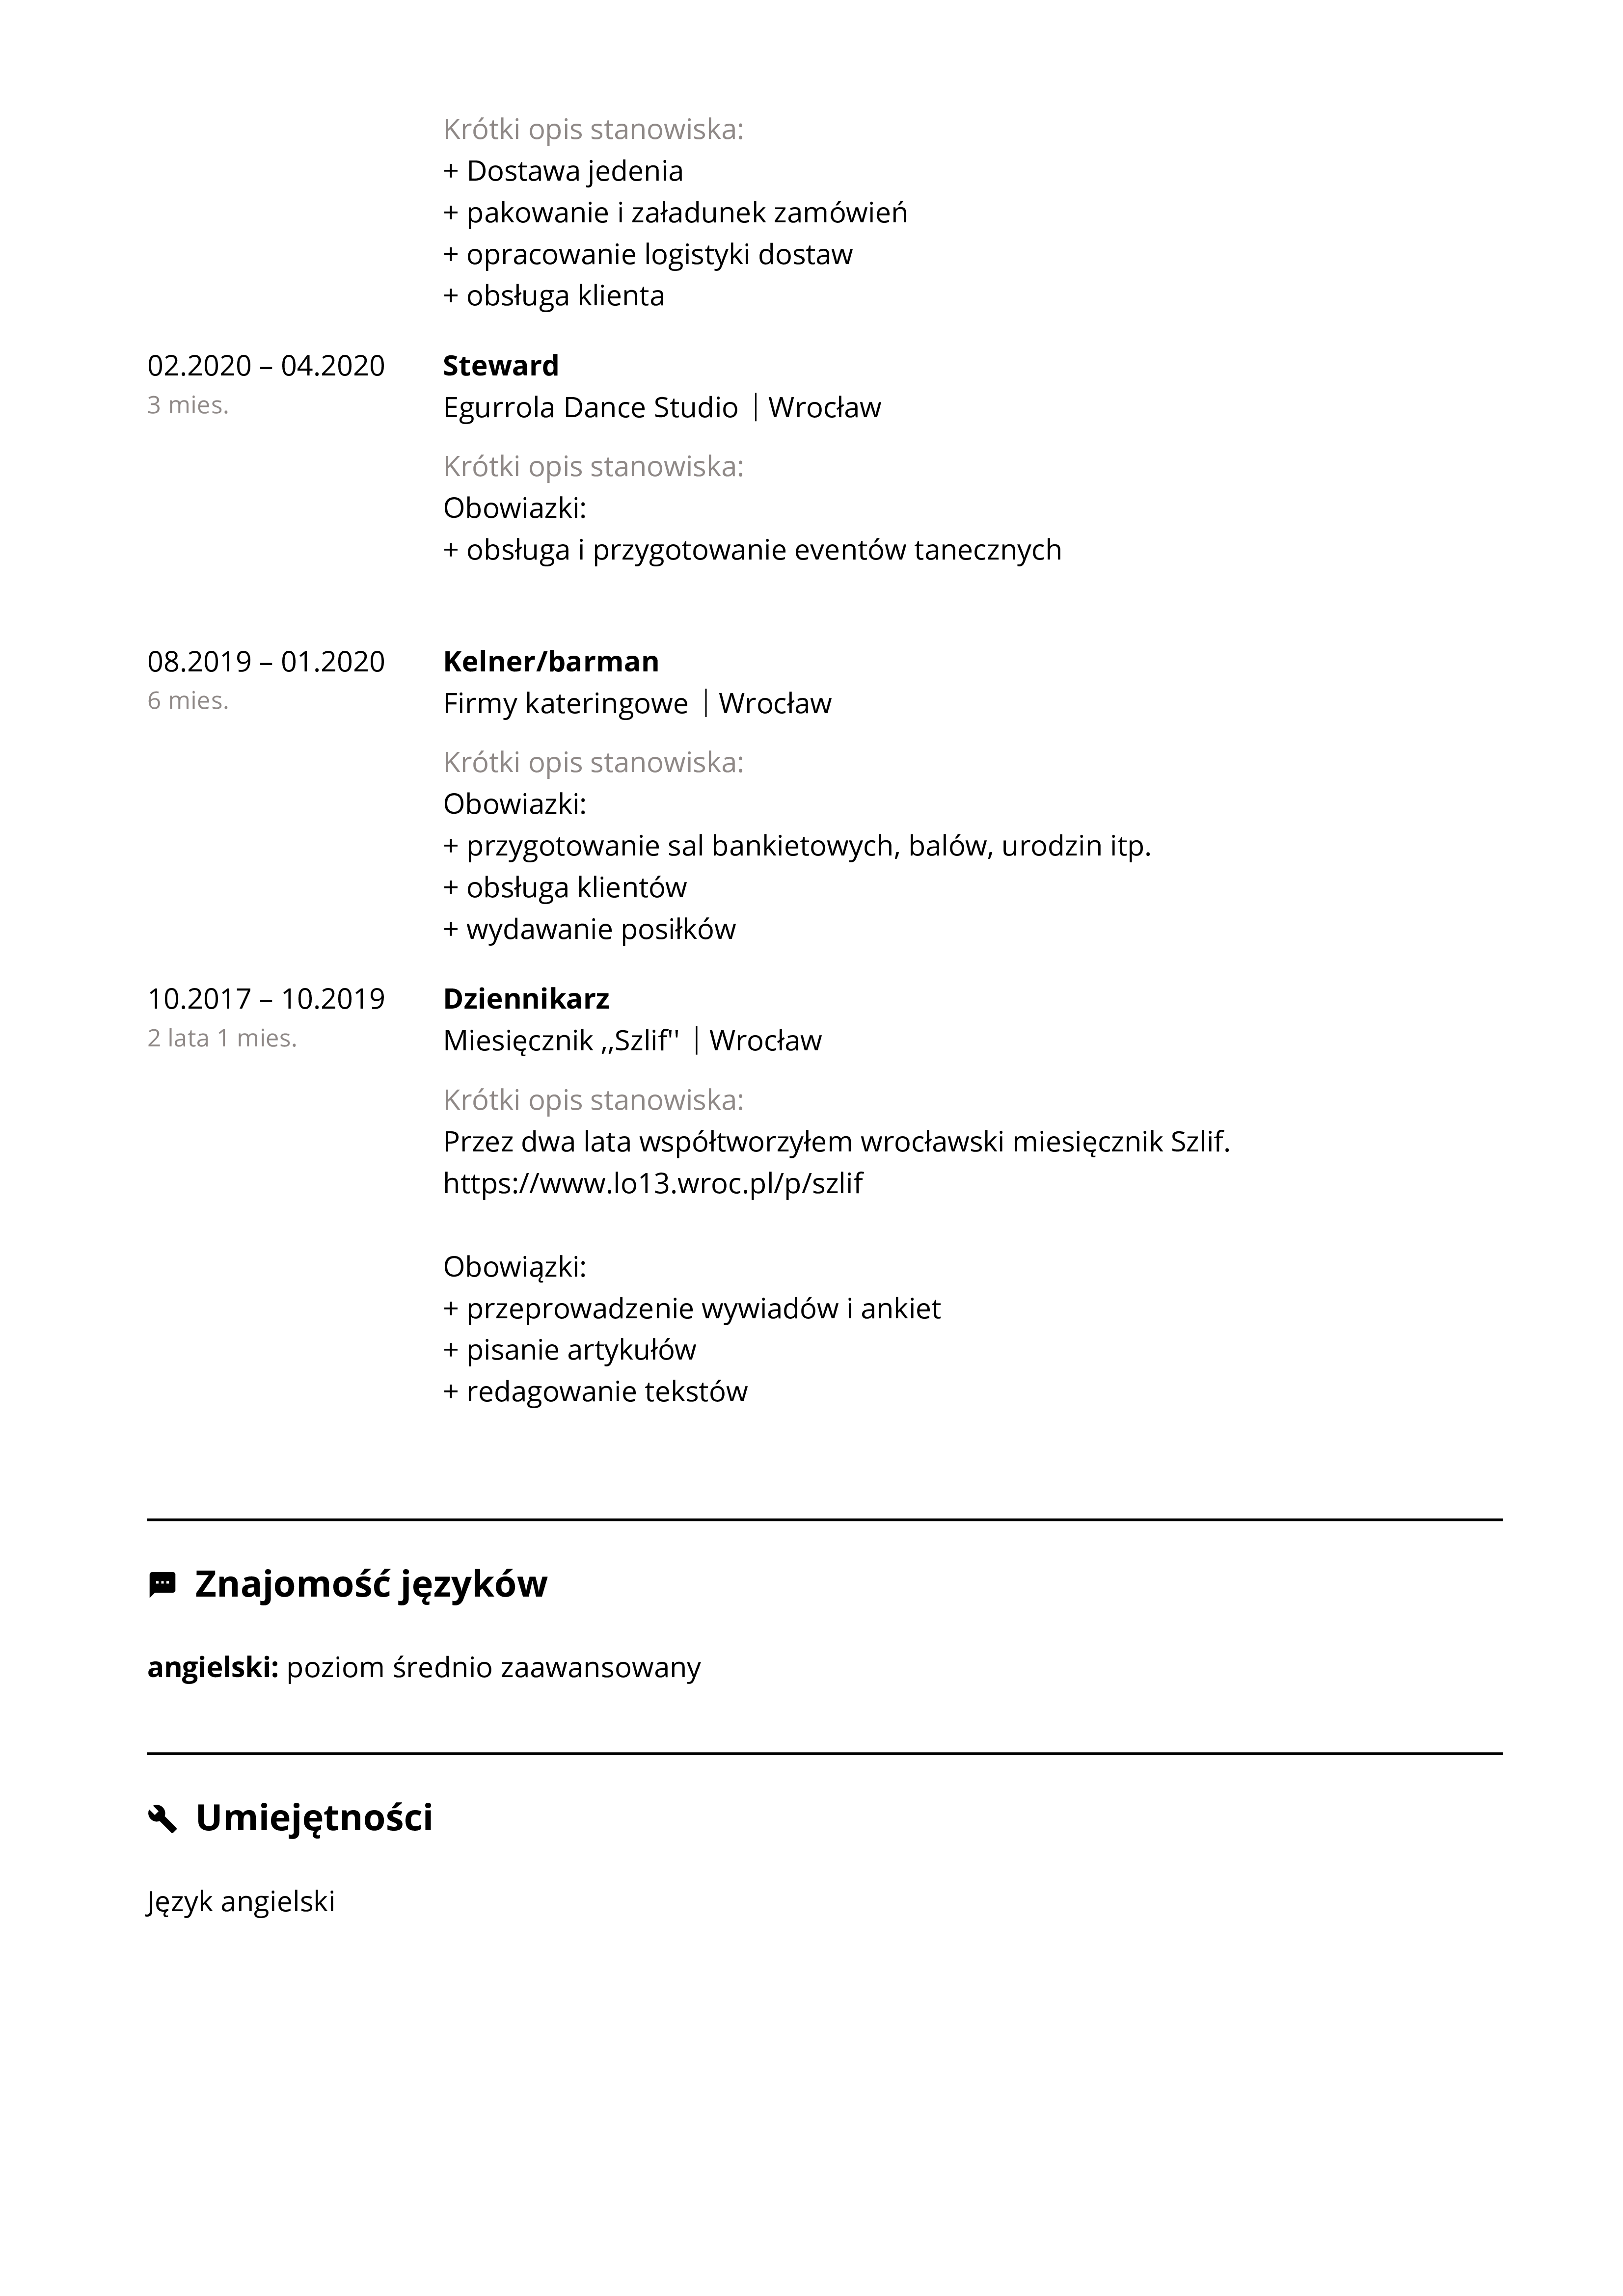 Krótki opis stanowiska:
+ Dostawa jedenia
+ pakowanie i załadunek zamówień
+ opracowanie logistyki dostaw
+ obsługa klienta
02.2020 – 04.2020
3 mies.
Steward
Egurrola Dance Studio | Wrocław
Krótki opis stanowiska:
Obowiazki:
+ obsługa i przygotowanie eventów tanecznych
08.2019 – 01.2020
6 mies.
Kelner/barman
Firmy kateringowe | Wrocław
Krótki opis stanowiska:
Obowiazki:
+ przygotowanie sal bankietowych, balów, urodzin itp.
+ obsługa klientów
+ wydawanie posiłków
10.2017 – 10.2019
2 lata 1 mies.
Dziennikarz
Miesięcznik ,,Szlif'' | Wrocław
Krótki opis stanowiska:
Przez dwa lata współtworzyłem wrocławski miesięcznik Szlif.
https://www.lo13.wroc.pl/p/szlif
Obowiązki:
+ przeprowadzenie wywiadów i ankiet
+ pisanie artykułów
+ redagowanie tekstów
Znajomość języków
angielski: poziom średnio zaawansowany
Umiejętności
Język angielski